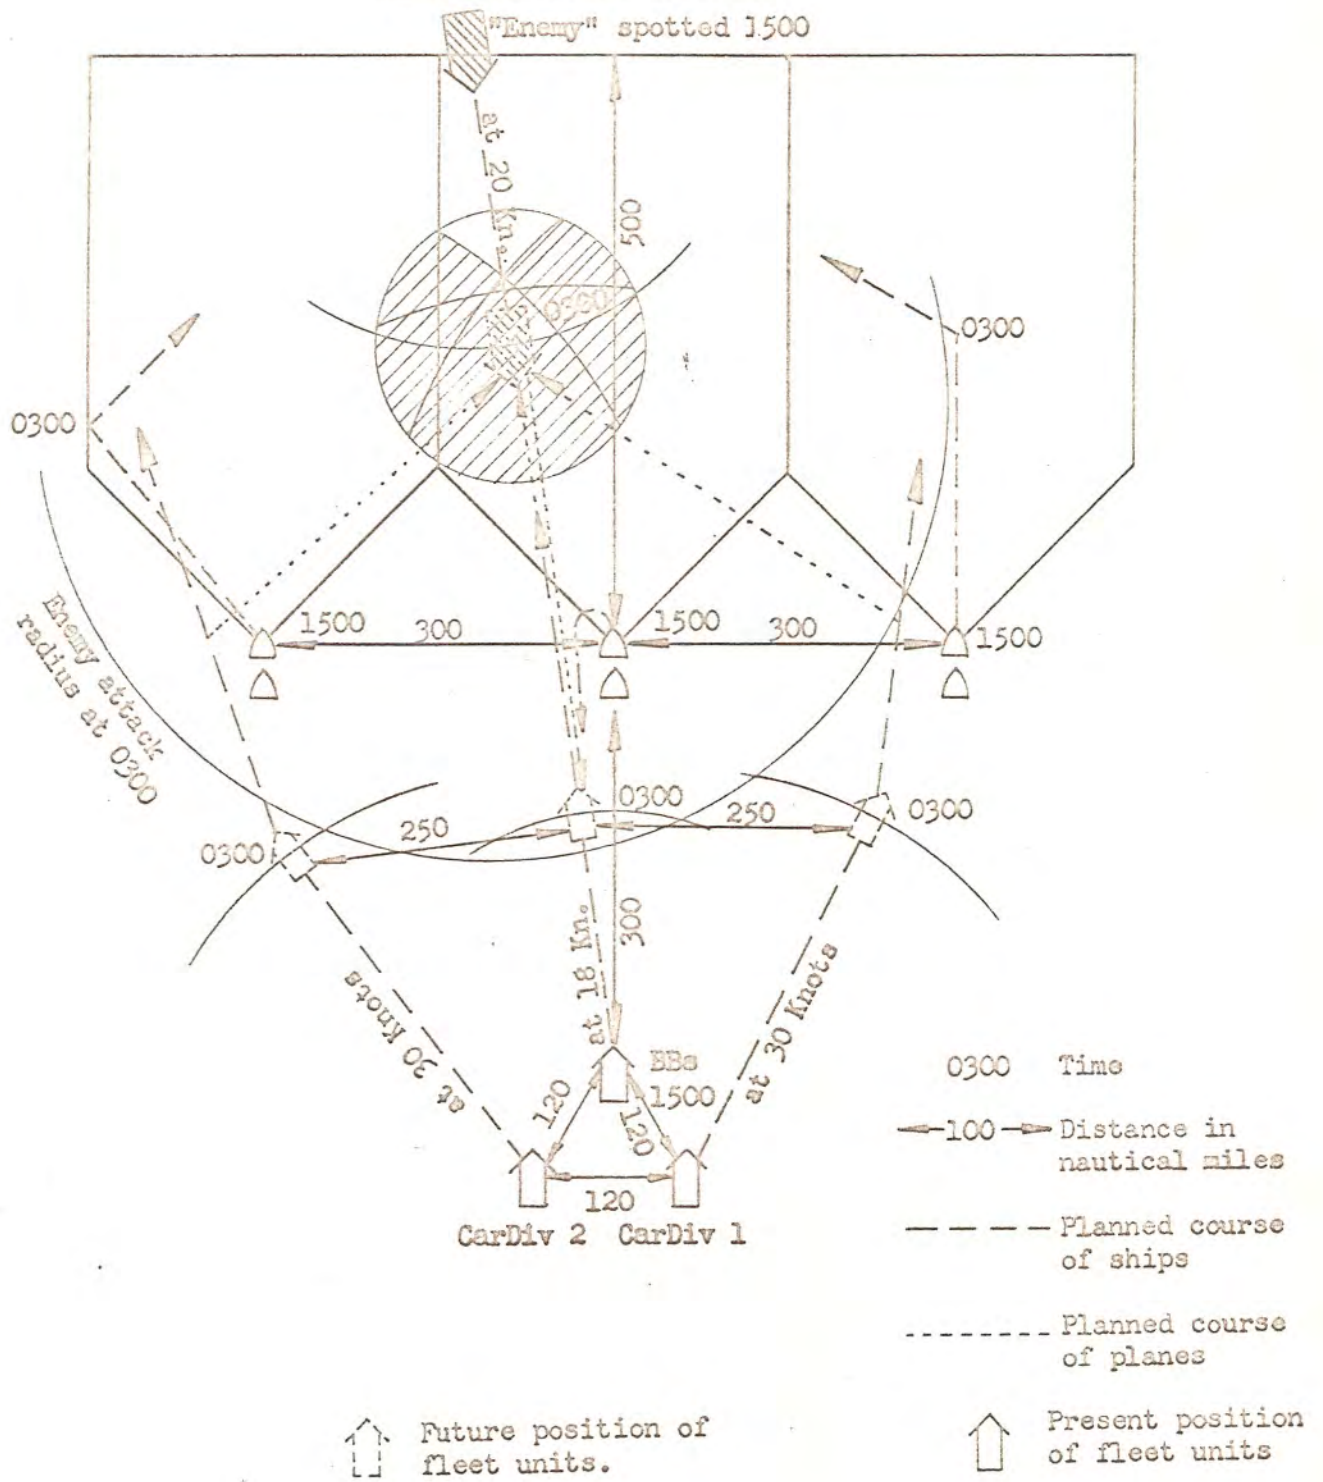 "Enemy" spotted 1500
at 20 Kn.
500
0300
0300
0300
1500
300
1500
300
1500
Enemy attack
radius at 0300
0300
250
0300
250
0300
300
at 18 Kn.
at 30 Knots
at 30 Knots
BBs
1500
120
120
120
CarDiv 2
CarDiv 1
0300 Time
100 Distance in
nautical miles
Planned course
of ships
Planned course
of planes
Future position of
fleet units.
Present position
of fleet units